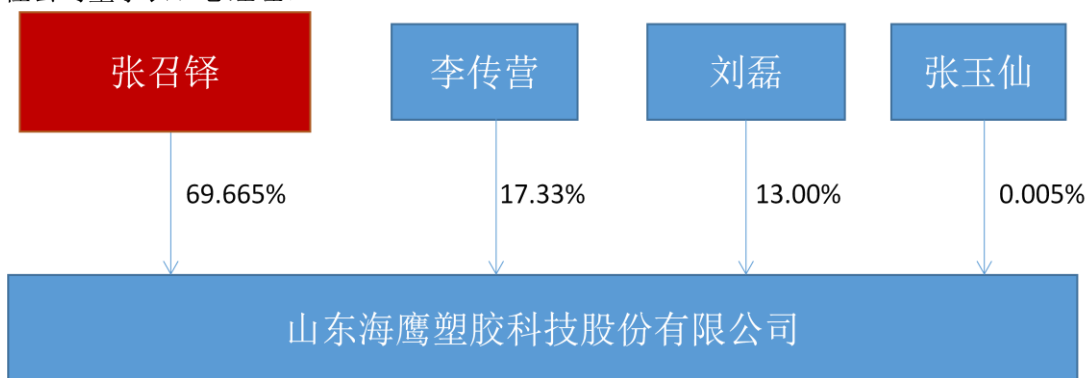 张召铎
李传营
刘磊
张玉仙
69.665%
17.33%
13.00%
0.005%
山东海鹰塑胶科技股份有限公司